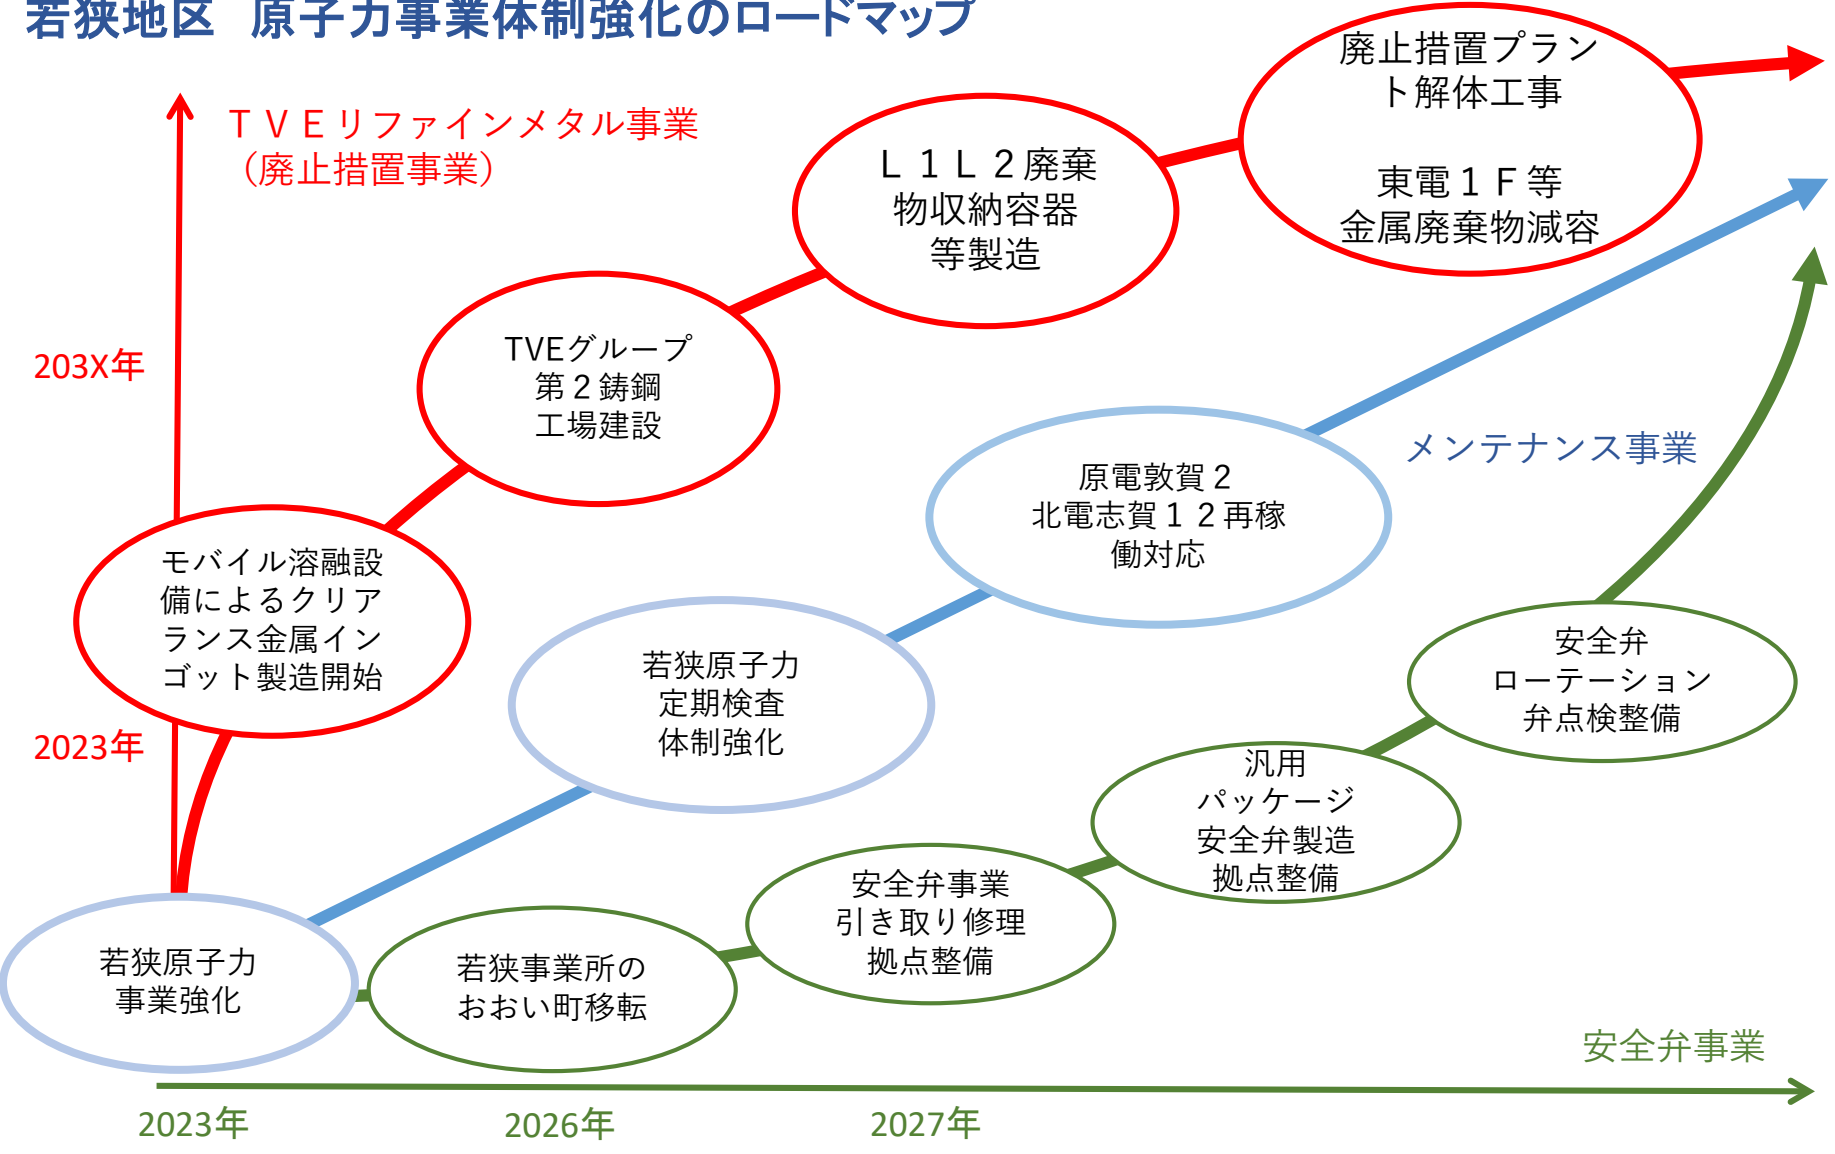 若狭地区　原子力事業体制強化のロードマップ
ＴＶＥリファインメタル事業
（廃止措置事業）
廃止措置プラン
ト解体工事
東電１Ｆ等
金属廃棄物減容
Ｌ１Ｌ２廃棄
物収納容器
等製造
203X年
TVEグループ
第２鋳鋼
工場建設
メンテナンス事業
原電敦賀２
北電志賀１２再稼
働対応
モバイル溶融設
備によるクリア
ランス金属イン
ゴット製造開始
2023年
若狭原子力
定期検査
体制強化
安全弁
ローテーション
弁点検整備
汎用
パッケージ
安全弁製造
拠点整備
安全弁事業
引き取り修理
拠点整備
若狭原子力
事業強化
若狭事業所の
おおい町移転
安全弁事業
2023年
2026年
2027年